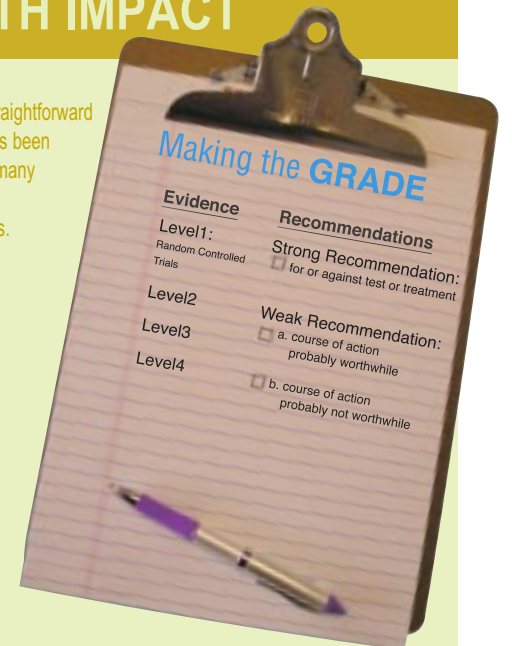 TH IMPACT
raightforward
s been
many
s.
Making the GRADE
Evidence
Level1:
Random Controlled
Trials
Level2
Level3
Level4
Recommendations
Strong Recommendation:
for or against test or treatment
Weak Recommendation:
a. course of action
probably worthwhile
b. course of action
probably not worthwhile